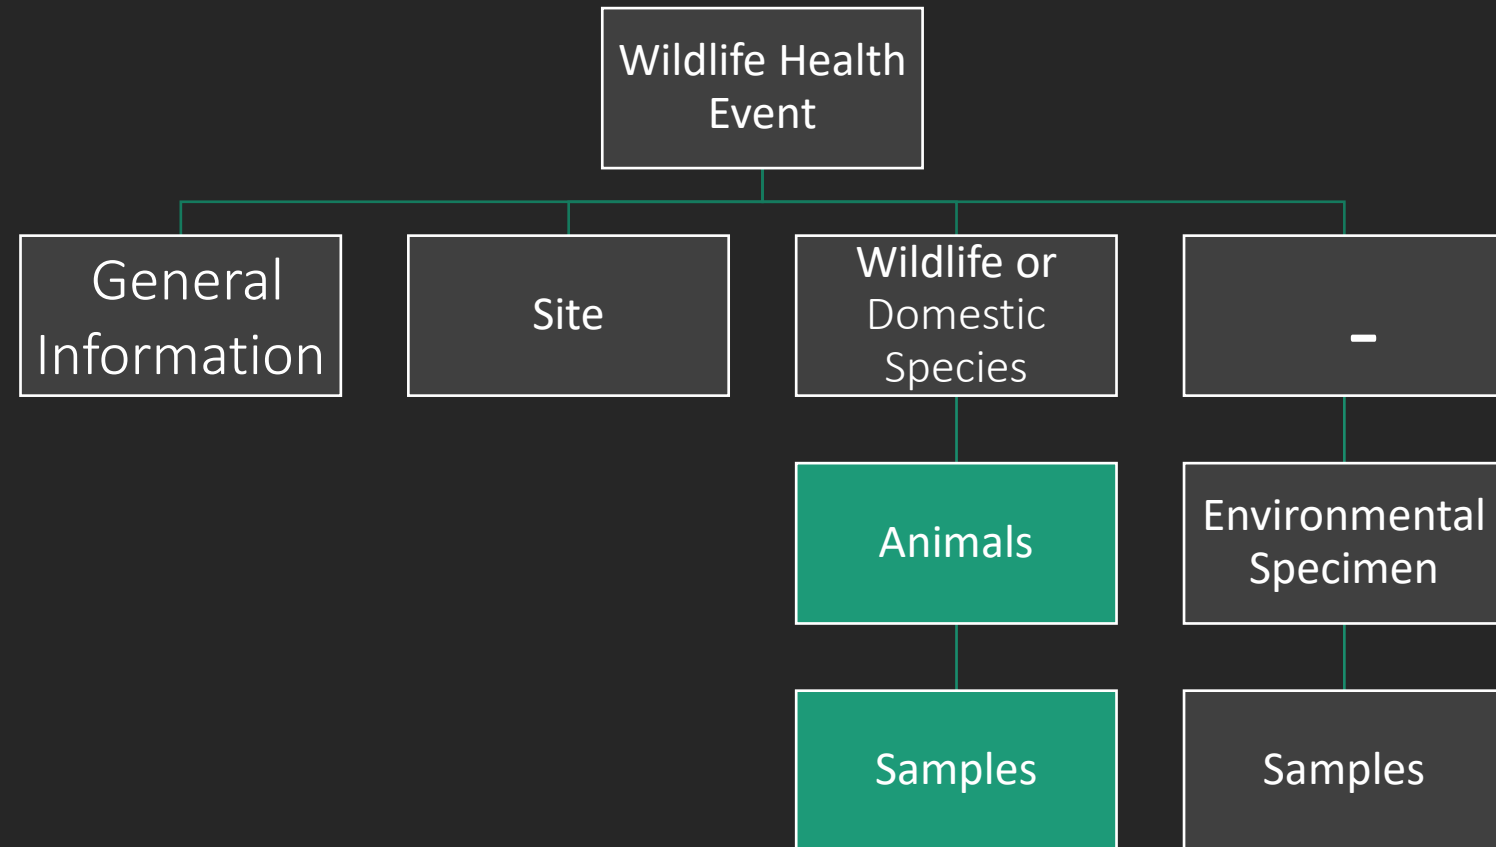 Wildlife Health
Event
General
Information
Site
Wildlife or
Domestic
Species
-
Animals
Environmental
Specimen
Samples
Samples